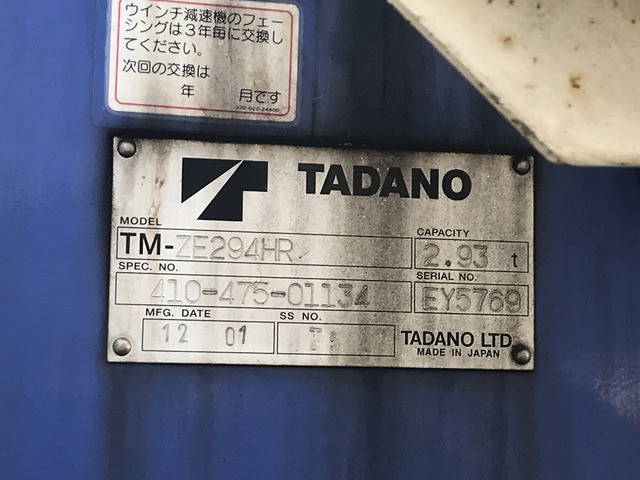 ウインチ減速機のフェー
シングは3年毎に交換し
てください。
次回の交換は
年 月です
TADANO
MODEL
TM-ZE294HR
CAPACITY
2.93 t
SPEC. NO.
410-475-01134
SERIAL NO.
EY5769
MFG. DATE
12 01
SS NO.
TADANO LTD.
MADE IN JAPAN